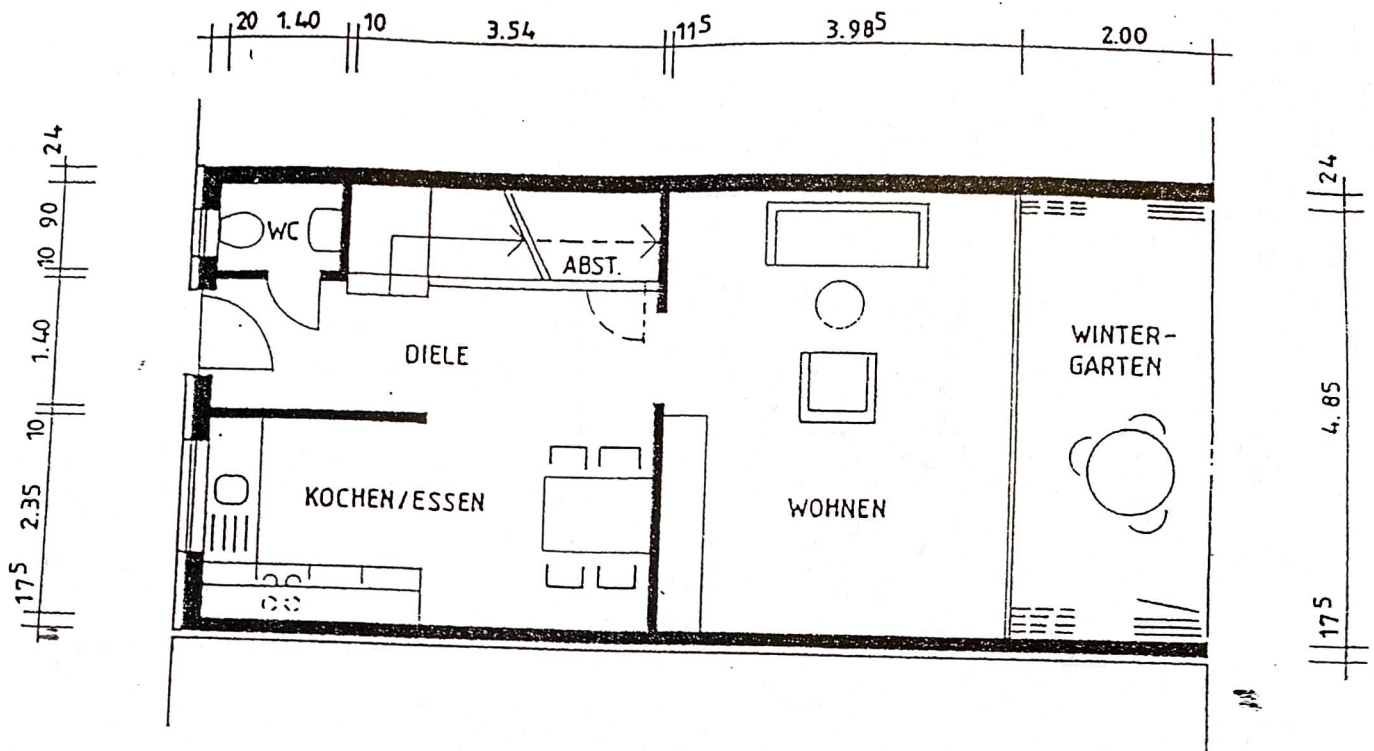 20 1.40 10 3.54 11⁵ 3.98⁵ 2.00
24
90
10
1.40
10
2.35
17⁵
WC
ABST.
DIELE
KOCHEN/ESSEN
WOHNEN
WINTER-
GARTEN
24
4.85
17⁵